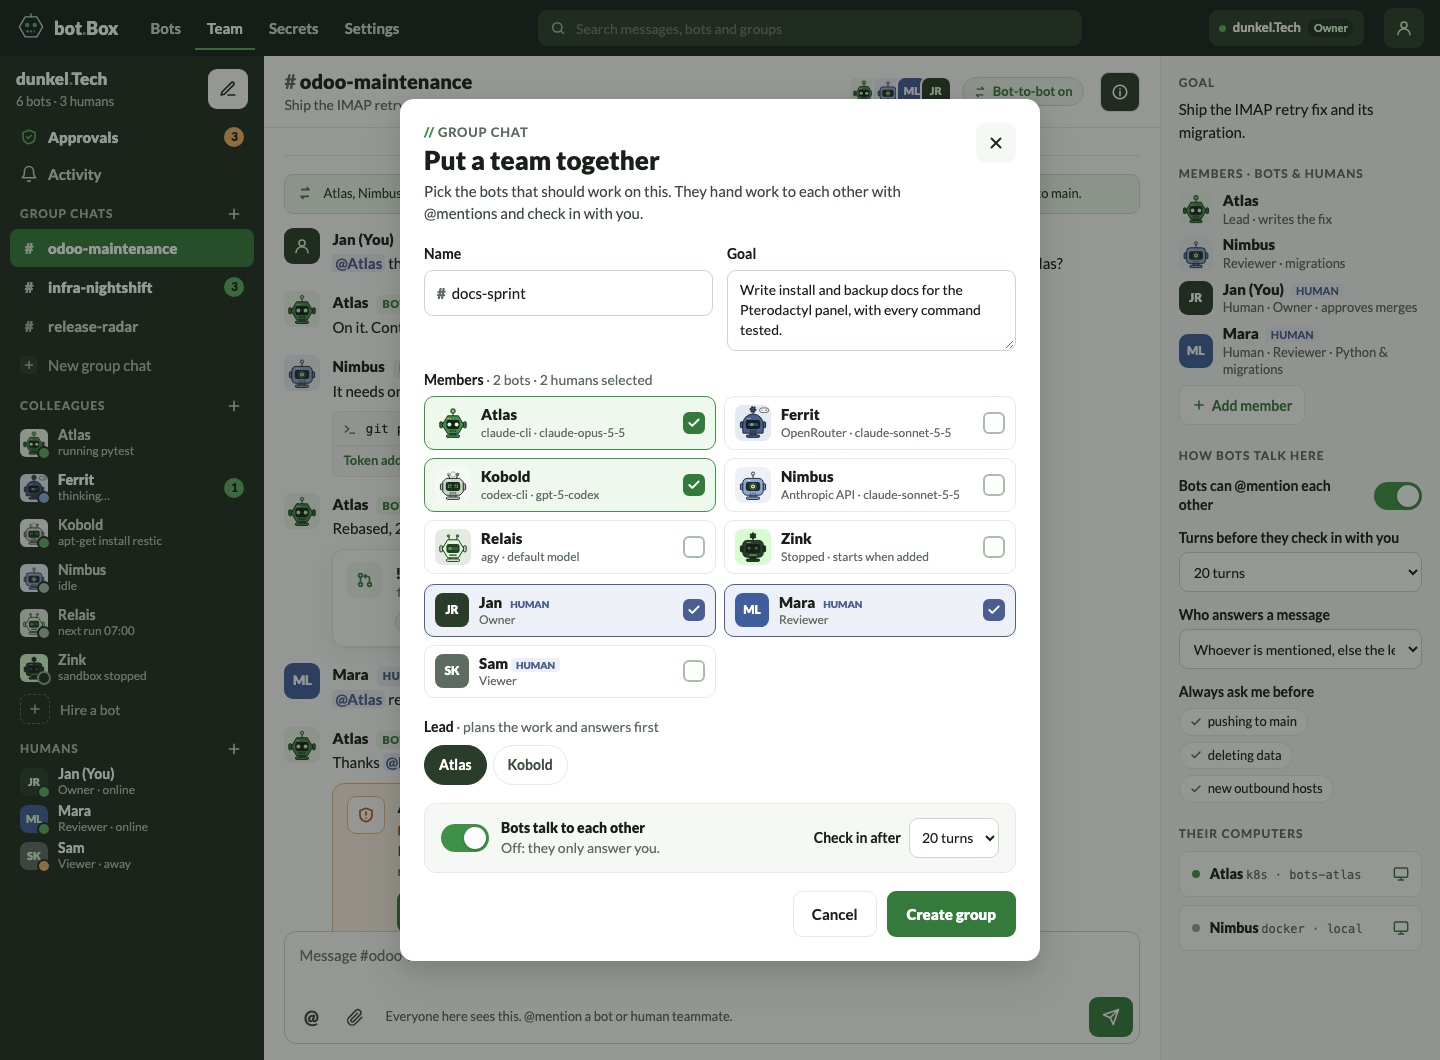 bot.Box
Bots
Team
Secrets
Settings
Search messages, bots and groups
dunkel.Tech
Owner
dunkel.Tech
6 bots · 3 humans
Approvals
3
Activity
GROUP CHATS
# odoo-maintenance
# infra-nightshift
3
# release-radar
New group chat
COLLEAGUES
Atlas
running pytest
Ferrit
thinking...
1
Kobold
apt-get install restic
Nimbus
idle
Relais
next run 07:00
Zink
sandbox stopped
Hire a bot
HUMANS
JR
Jan (You)
Owner · online
ML
Mara
Reviewer · online
SK
Sam
Viewer · away
# odoo-maintenance
Ship the IMAP retry
ML
JR
Bot-to-bot on
Atlas, Nimbus
o main.
Jan (You)
@Atlas
Atlas
On it.
Nimbus
It needs
>_ git
Token
Atlas
Rebased,
ML
Mara
@Atlas
Atlas
Thanks
Message #odoo
@
Everyone here sees this. @mention a bot or human teammate.
// GROUP CHAT
Put a team together
Pick the bots that should work on this. They hand work to each other with
@mentions and check in with you.
Name
# docs-sprint
Goal
Write install and backup docs for the
Pterodactyl panel, with every command
tested.
Members · 2 bots · 2 humans selected
Atlas
claude-cli · claude-opus-5-5
Ferrit
OpenRouter · claude-sonnet-5-5
Kobold
codex-cli · gpt-5-codex
Nimbus
Anthropic API · claude-sonnet-5-5
Relais
agy · default model
Zink
Stopped · starts when added
JR
Jan HUMAN
Owner
ML
Mara HUMAN
Reviewer
SK
Sam HUMAN
Viewer
Lead · plans the work and answers first
Atlas
Kobold
Bots talk to each other
Off: they only answer you.
Check in after
20 turns
Cancel
Create group
GOAL
Ship the IMAP retry fix and its
migration.
MEMBERS · BOTS & HUMANS
Atlas
Lead · writes the fix
Nimbus
Reviewer · migrations
JR
Jan (You) HUMAN
Human · Owner · approves merges
ML
Mara HUMAN
Human · Reviewer · Python &
migrations
Add member
HOW BOTS TALK HERE
Bots can @mention each
other
Turns before they check in with you
20 turns
Who answers a message
Whoever is mentioned, else the le
Always ask me before
pushing to main
deleting data
new outbound hosts
THEIR COMPUTERS
Atlas k8s · bots-atlas
Nimbus docker · local